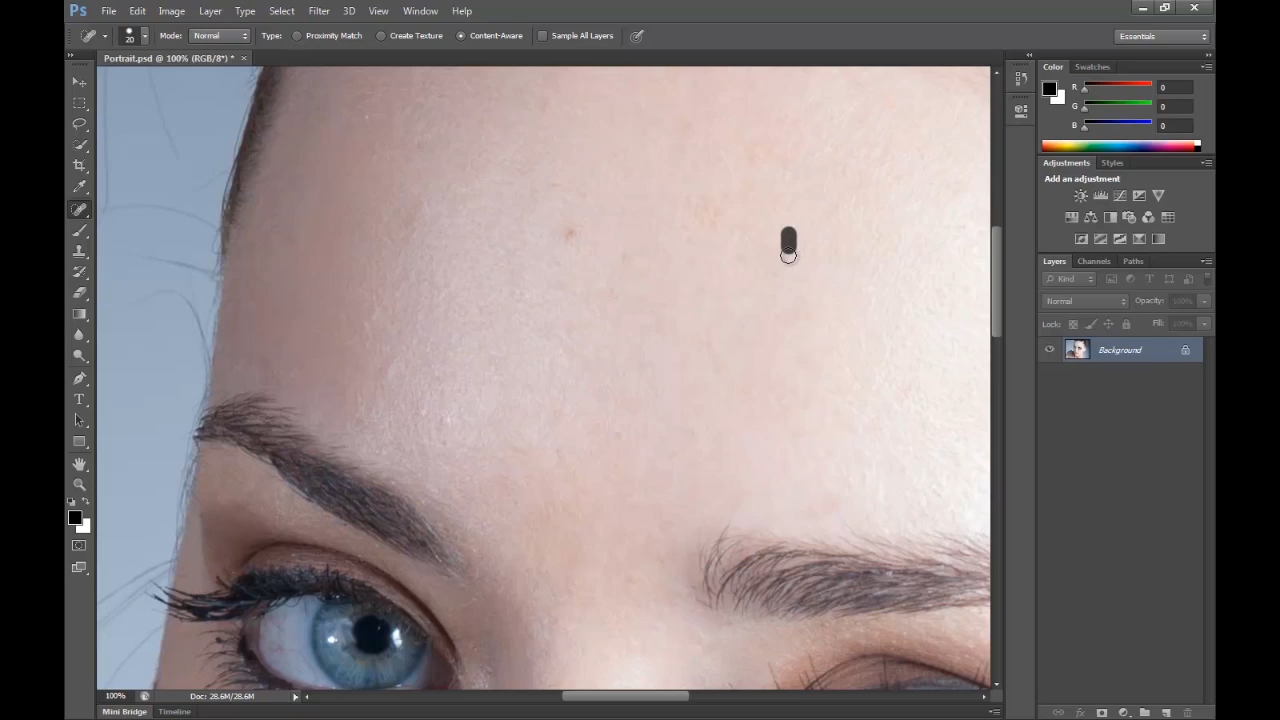 Ps File Edit Image Layer Type Select Filter 3D View Window Help
20 Mode: Normal Type: Proximity Match Create Texture Content-Aware Sample All Layers Essentials
Portrait.psd @ 100% (RGB/8*) * ×
Color Swatches
R 0
G 0
B 0
Adjustments Styles
Add an adjustment
Layers Channels Paths
Kind
Normal Opacity: 100%
Lock: Fill: 100%
Background
100% Doc: 28.6M/28.6M
Mini Bridge Timeline